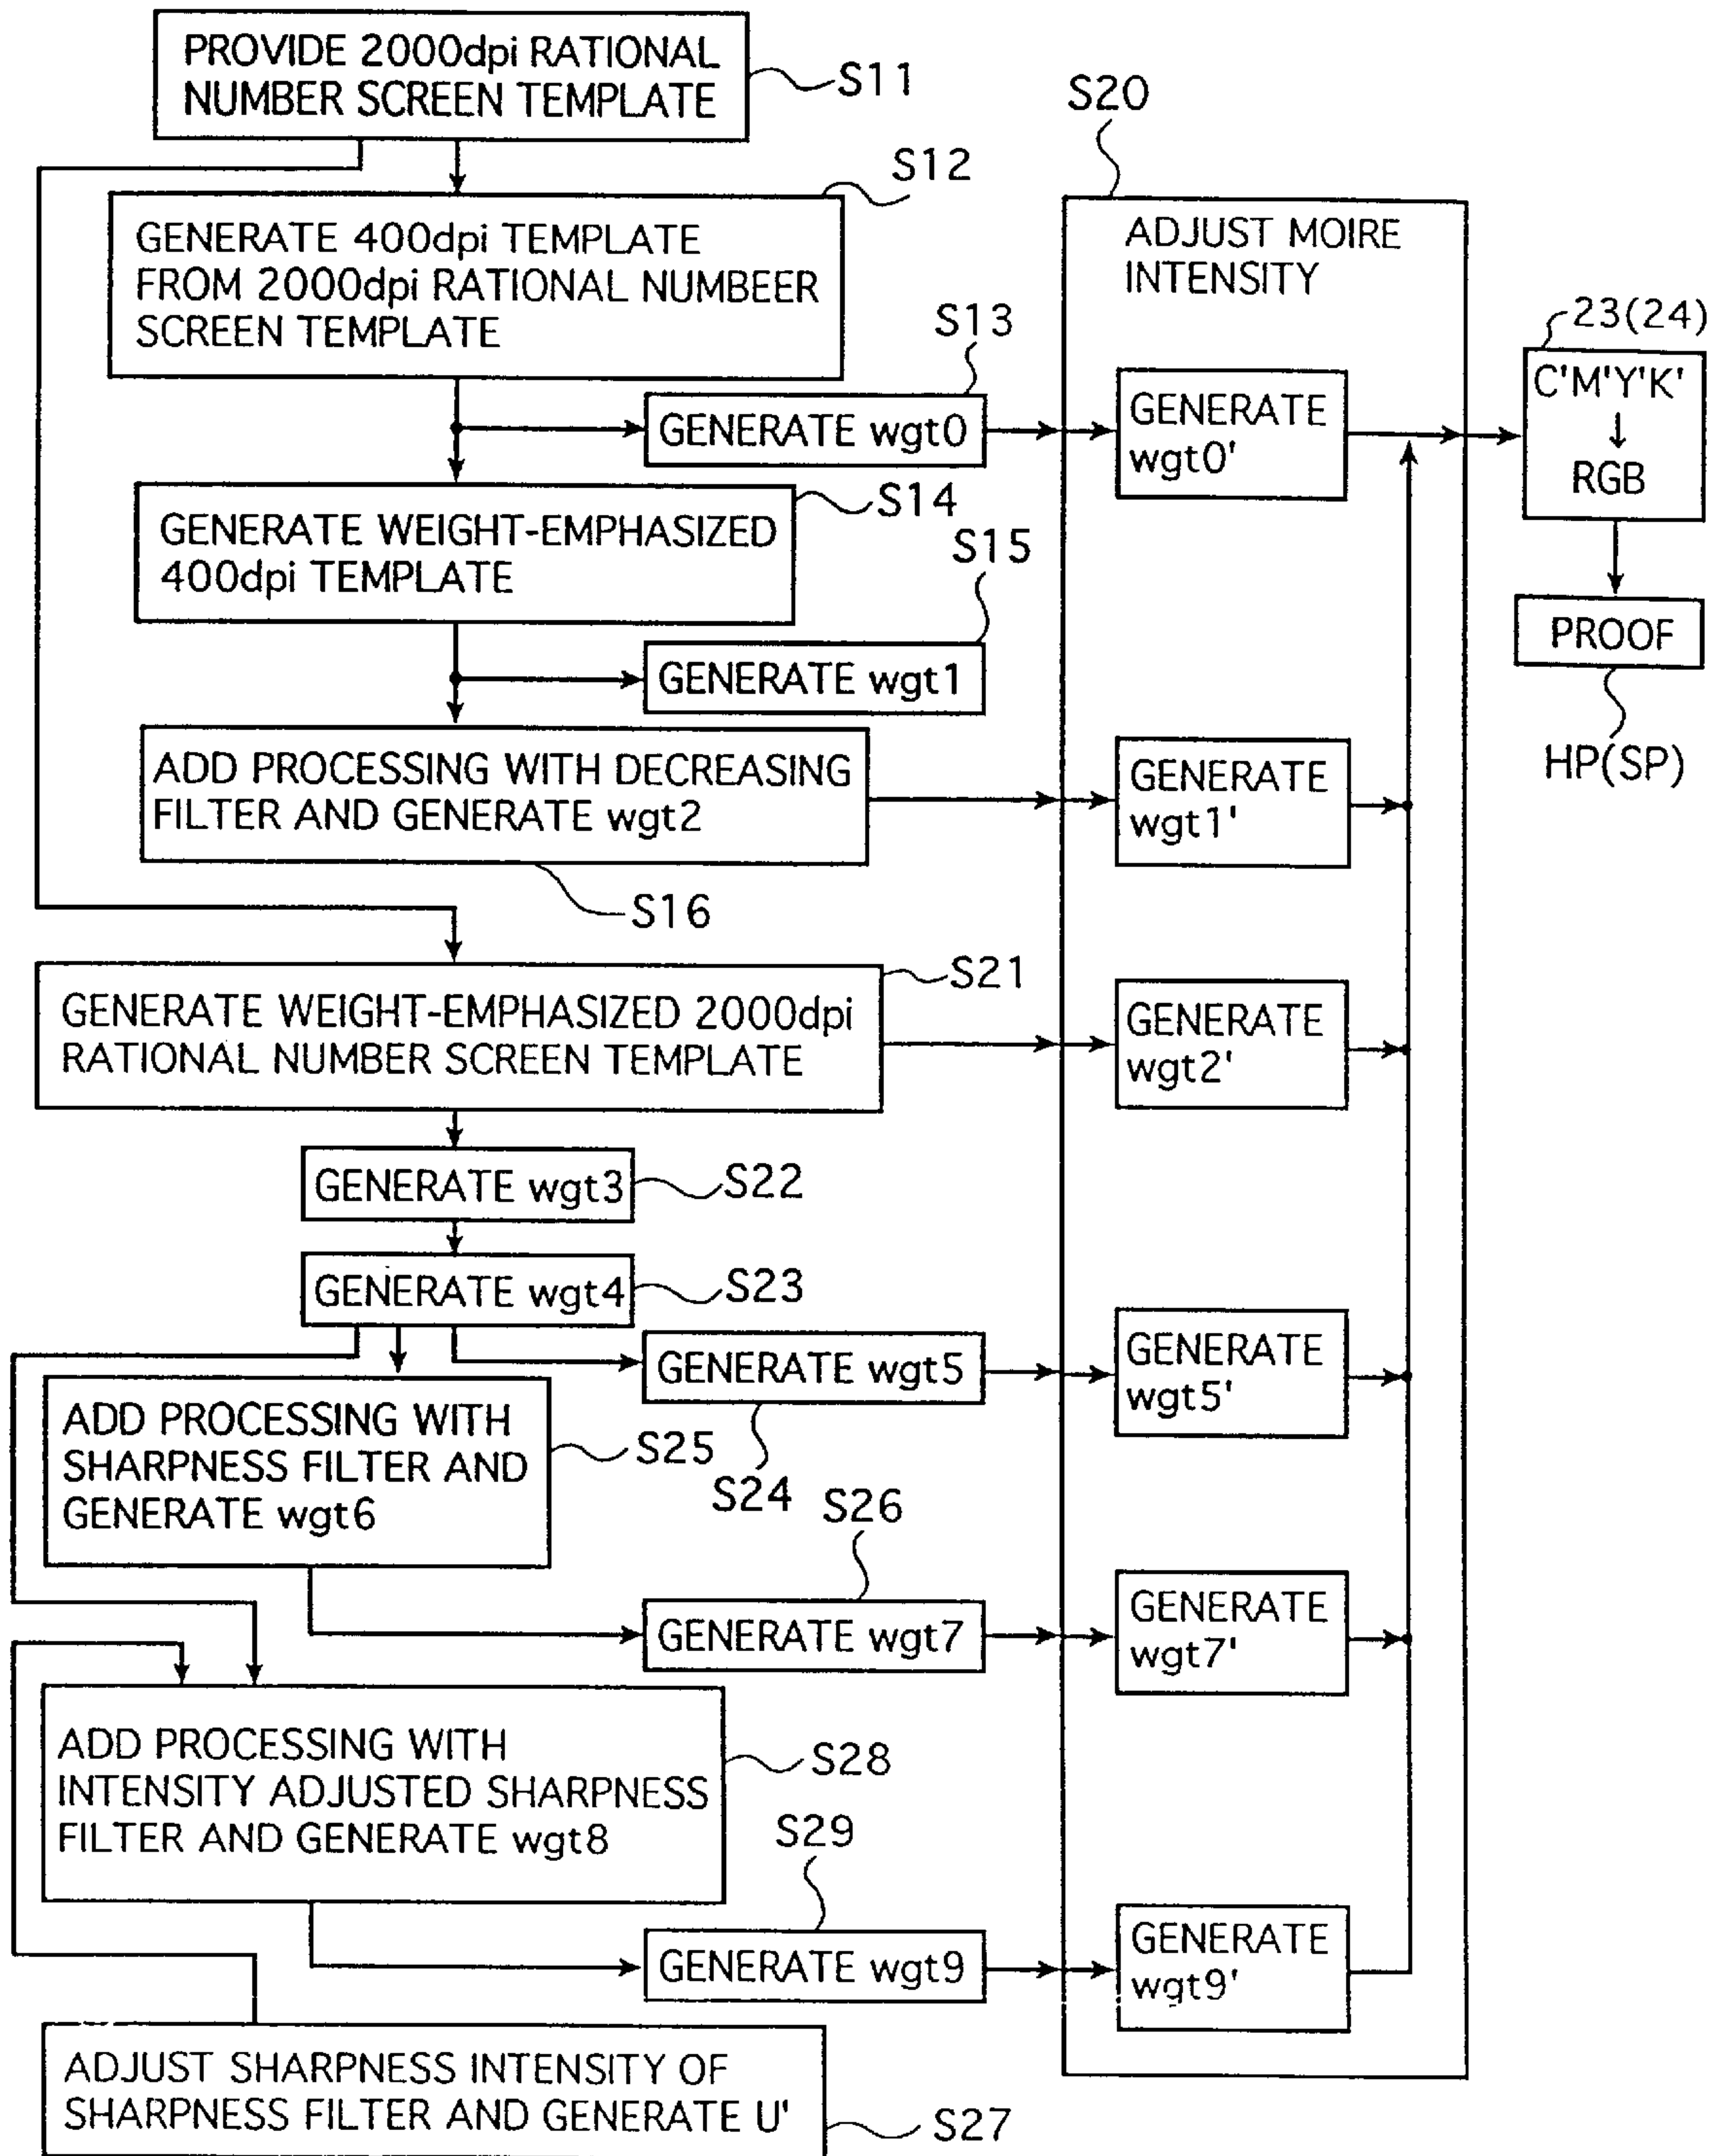 PROVIDE 2000dpi RATIONAL
NUMBER SCREEN TEMPLATE
S11
S12
GENERATE 400dpi TEMPLATE
FROM 2000dpi RATIONAL NUMBEER
SCREEN TEMPLATE
S13
GENERATE wgt0
S14
GENERATE WEIGHT-EMPHASIZED
400dpi TEMPLATE
S15
GENERATE wgt1
ADD PROCESSING WITH DECREASING
FILTER AND GENERATE wgt2
S16
S21
GENERATE WEIGHT-EMPHASIZED 2000dpi
RATIONAL NUMBER SCREEN TEMPLATE
GENERATE wgt3
S22
GENERATE wgt4
S23
GENERATE wgt5
S24
ADD PROCESSING WITH
SHARPNESS FILTER AND
GENERATE wgt6
S25
S26
GENERATE wgt7
ADD PROCESSING WITH
INTENSITY ADJUSTED SHARPNESS
FILTER AND GENERATE wgt8
S28
S29
GENERATE wgt9
ADJUST SHARPNESS INTENSITY OF
SHARPNESS FILTER AND GENERATE U'
S27
S20
ADJUST MOIRE
INTENSITY
GENERATE
wgt0'
GENERATE
wgt1'
GENERATE
wgt2'
GENERATE
wgt5'
GENERATE
wgt7'
GENERATE
wgt9'
23(24)
C'M'Y'K'
↓
RGB
PROOF
HP(SP)